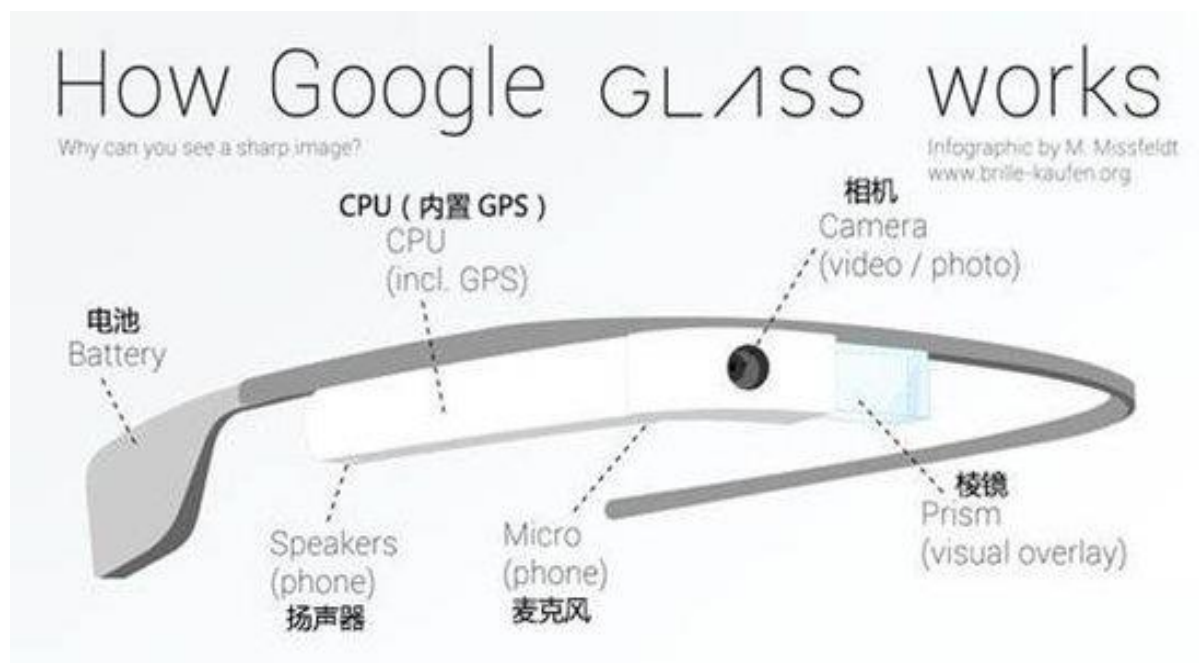 How Google GLASS works
Why can you see a sharp image?
Infographic by M. Missfeldt
www.brille-kaufen.org
相机
Camera
(video / photo)
CPU（内置 GPS）
CPU
(incl. GPS)
电池
Battery
棱镜
Prism
(visual overlay)
Speakers
(phone)
扬声器
Micro
(phone)
麦克风